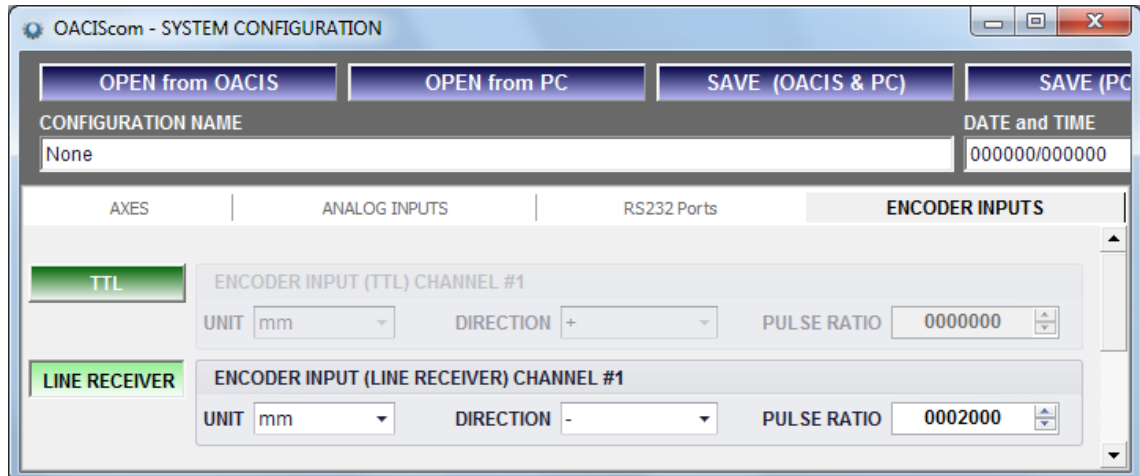 OACIScom - SYSTEM CONFIGURATION
OPEN from OACIS OPEN from PC SAVE (OACIS & PC) SAVE (PC
CONFIGURATION NAME DATE and TIME
None 000000/000000
AXES ANALOG INPUTS RS232 Ports ENCODER INPUTS
TTL ENCODER INPUT (TTL) CHANNEL #1
UNIT mm DIRECTION + PULSE RATIO 0000000
LINE RECEIVER ENCODER INPUT (LINE RECEIVER) CHANNEL #1
UNIT mm DIRECTION - PULSE RATIO 0002000